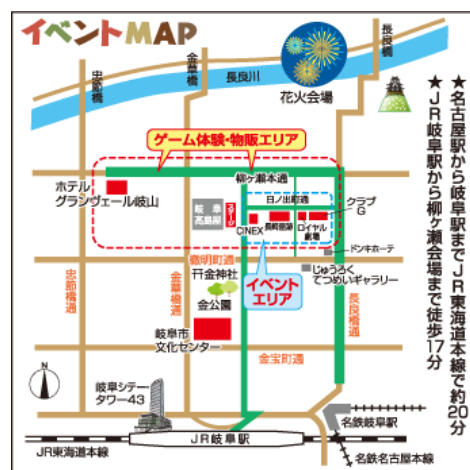 イベントMAP
忠節橋
金華橋
長良川
長良橋
花火会場
★名古屋駅から岐阜駅までJR東海道本線で約20分
★JR岐阜駅から柳ヶ瀬会場まで徒歩17分
ゲーム体験・物販エリア
柳ヶ瀬本通
ホテル
グランヴェール岐山
日ノ出町通
クラブ
G
岐阜
高島屋
ステージ
CINEX
長崎屋跡
ロイヤル
劇場
ドンキホーテ
徹明町通
じゅうろく
てつめいギャラリー
金神社
イベント
エリア
金公園
忠節橋通
金華橋通
長良橋通
岐阜市
文化センター
金宝町通
N
岐阜シティー
タワー43
名鉄岐阜駅
JR岐阜駅
JR東海道本線
名鉄名古屋本線